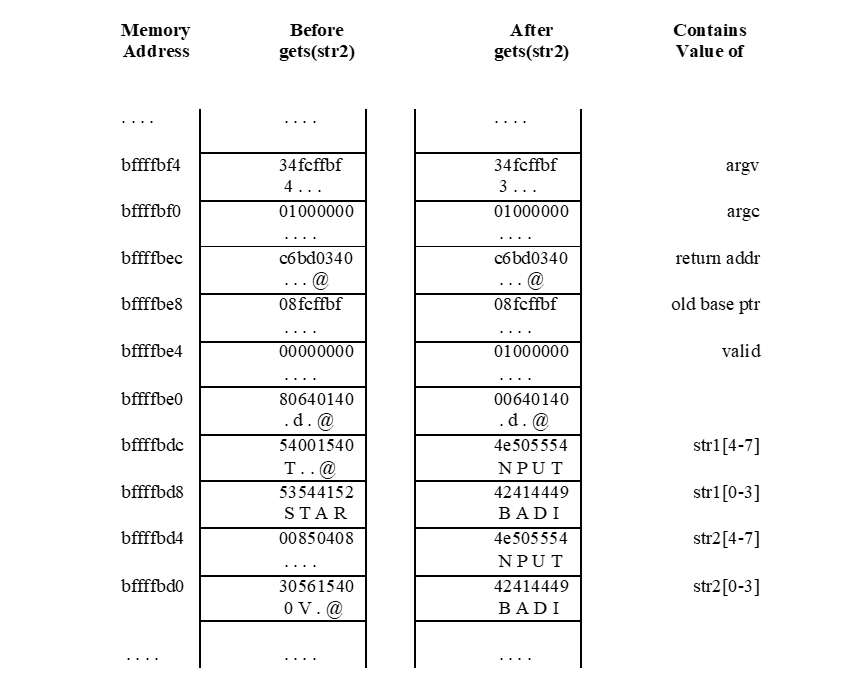 Memory Address Before gets(str2) After gets(str2) Contains Value of
. . . . . . . . . . . .
bffffbf4 34fcffbf 34fcffbf argv
4 . . . 3 . . .
bffffbf0 01000000 01000000 argc
. . . . . . . .
bffffbec c6bd0340 c6bd0340 return addr
. . . @ . . . @
bffffbe8 08fcffbf 08fcffbf old base ptr
. . . . . . . .
bffffbe4 00000000 01000000 valid
. . . . . . . .
bffffbe0 80640140 00640140
. d . @ . d . @
bffffbdc 54001540 4e505554 str1[4-7]
T . . @ N P U T
bffffbd8 53544152 42414449 str1[0-3]
S T A R B A D I
bffffbd4 00850408 4e505554 str2[4-7]
. . . . N P U T
bffffbd0 30561540 42414449 str2[0-3]
0 V . @ B A D I
. . . . . . . . . . . .